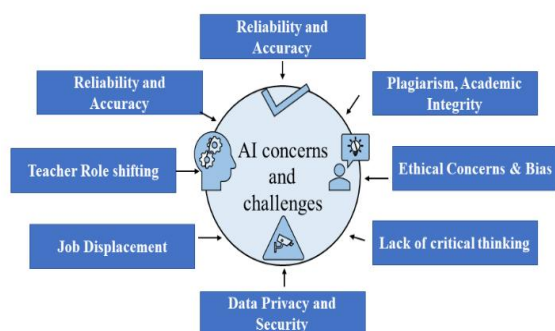 Reliability and
Accuracy
Reliability and
Accuracy
Plagiarism, Academic
Integrity
AI concerns
and
challenges
Teacher Role shifting
Ethical Concerns & Bias
Job Displacement
Lack of critical thinking
Data Privacy and
Security